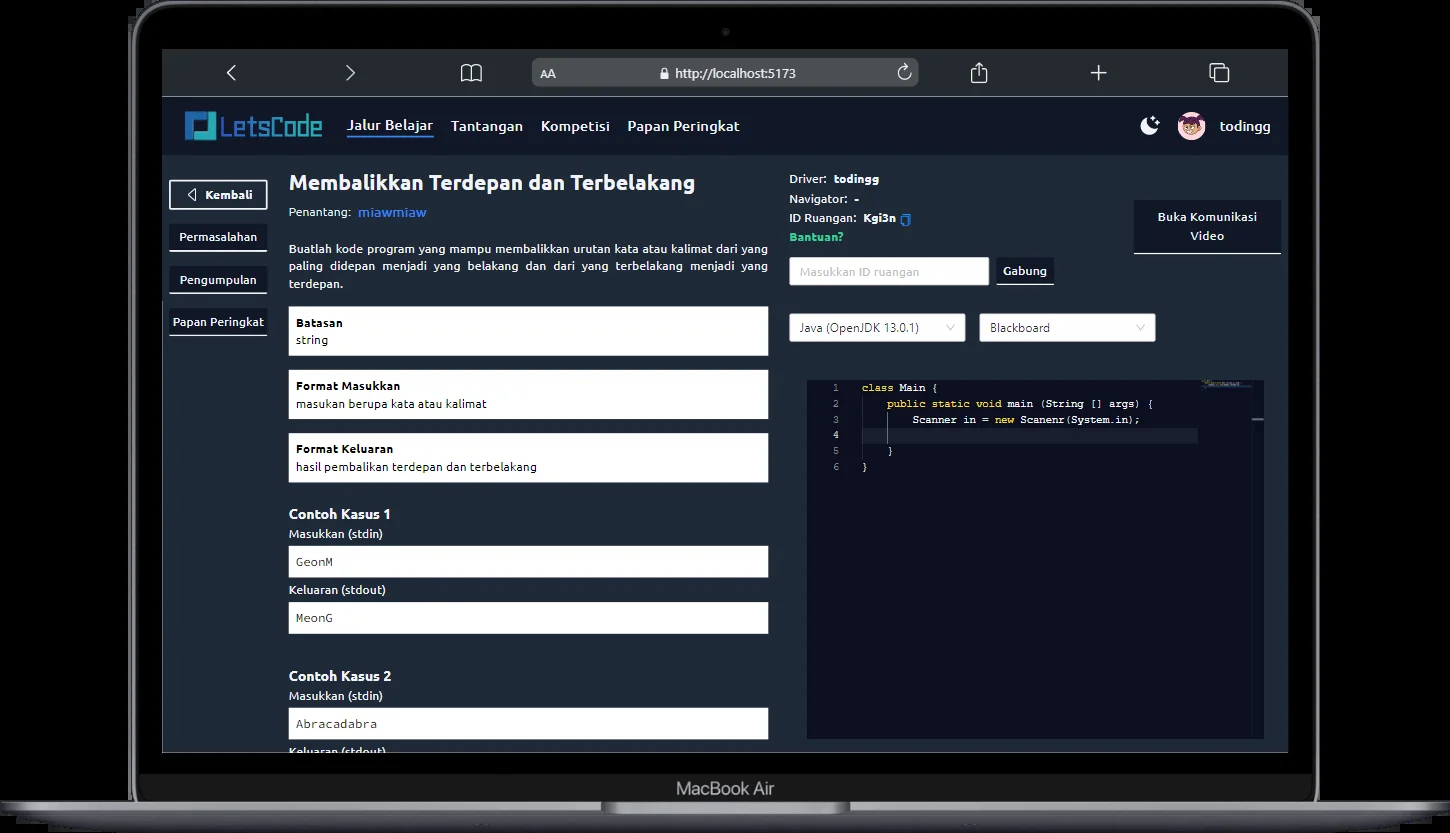 AA http://localhost:5173
LetsCode Jalur Belajar Tantangan Kompetisi Papan Peringkat todingg
Kembali
Permasalahan
Pengumpulan
Papan Peringkat
Membalikkan Terdepan dan Terbelakang
Penantang: miawmiaw
Buatlah kode program yang mampu membalikkan urutan kata atau kalimat dari yang
paling didepan menjadi yang belakang dan dari yang terbelakang menjadi yang
terdepan.
Batasan
string
Format Masukkan
masukan berupa kata atau kalimat
Format Keluaran
hasil pembalikan terdepan dan terbelakang
Contoh Kasus 1
Masukkan (stdin)
GeonM
Keluaran (stdout)
MeonG
Contoh Kasus 2
Masukkan (stdin)
Abracadabra
Keluaran (stdout)
Driver: todingg
Navigator: -
ID Ruangan: Kgi3n
Bantuan?
Masukkan ID ruangan Gabung
Buka Komunikasi
Video
Java (OpenJDK 13.0.1) Blackboard
1 class Main {
2 public static void main (String [] args) {
3 Scanner in = new Scanenr(System.in);
4
5 }
6 }
MacBook Air